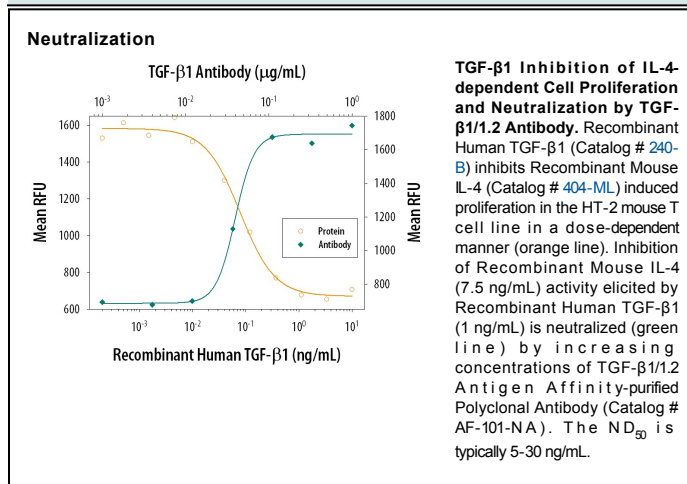 Neutralization
TGF-β1 Antibody (μg/mL)
10⁻³ 10⁻² 10⁻¹ 10⁰
1600
1400
1200
1000
800
600
Mean RFU
1800
1600
1400
1200
1000
800
Mean RFU
Protein
Antibody
10⁻³ 10⁻² 10⁻¹ 10⁰ 10¹
Recombinant Human TGF-β1 (ng/mL)
TGF-β1 Inhibition of IL-4-
dependent Cell Proliferation
and Neutralization by TGF-
β1/1.2 Antibody. Recombinant
Human TGF-β1 (Catalog # 240-
B) inhibits Recombinant Mouse
IL-4 (Catalog # 404-ML) induced
proliferation in the HT-2 mouse T
cell line in a dose-dependent
manner (orange line). Inhibition
of Recombinant Mouse IL-4
(7.5 ng/mL) activity elicited by
Recombinant Human TGF-β1
(1 ng/mL) is neutralized (green
line) by increasing
concentrations of TGF-β1/1.2
Antigen Affinity-purified
Polyclonal Antibody (Catalog #
AF-101-NA). The ND₅₀ is
typically 5-30 ng/mL.